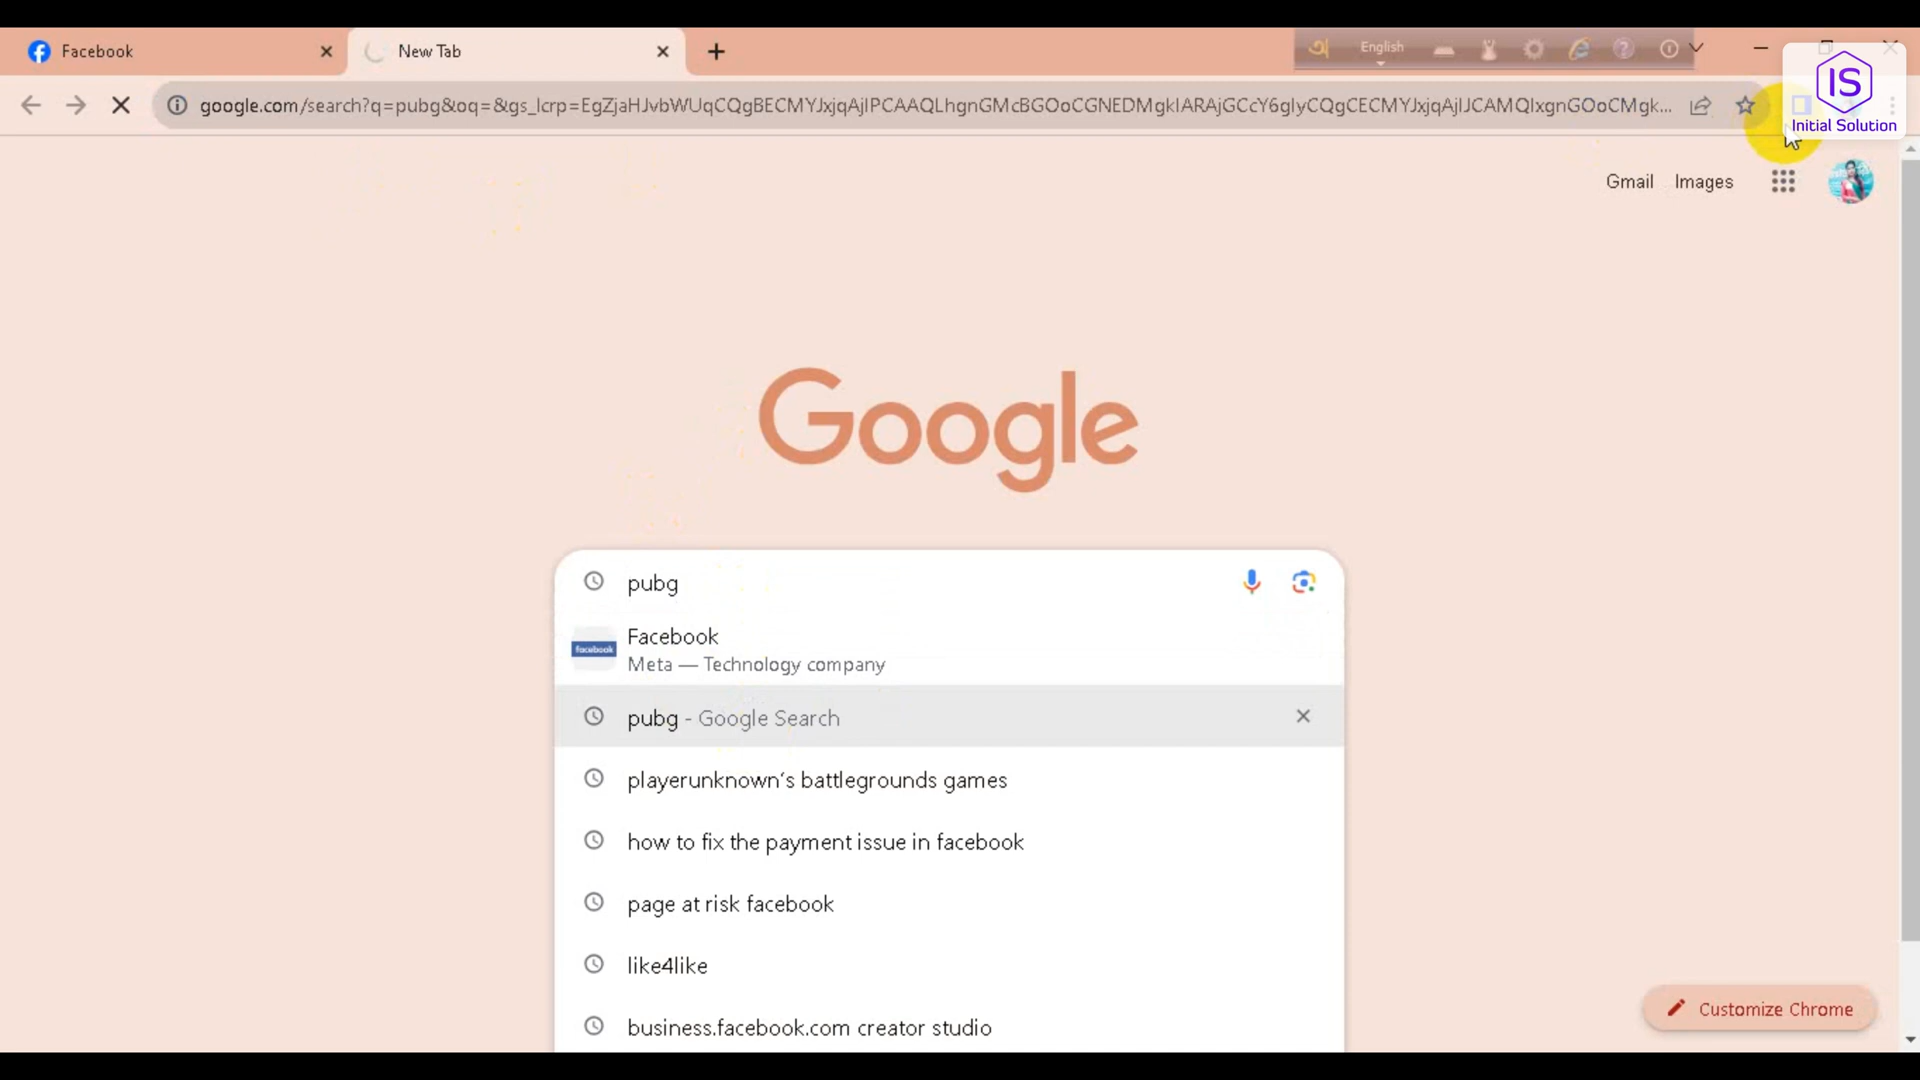 Facebook
New Tab
English
google.com/search?q=pubg&oq=&gs_lcrp=EgZjaHJvbWUqCQgBECMYJxjqAjIPCAAQLhgnGMcBGOoCGNEDMgkIARAjGCcY6gIyCQgCECMYJxjqAjIJCAMQIxgnGOoCMgk...
IS
Initial Solution
Gmail
Images
Google
pubg
facebook
Facebook
Meta — Technology company
pubg - Google Search
playerunknown's battlegrounds games
how to fix the payment issue in facebook
page at risk facebook
like4like
business.facebook.com creator studio
Customize Chrome